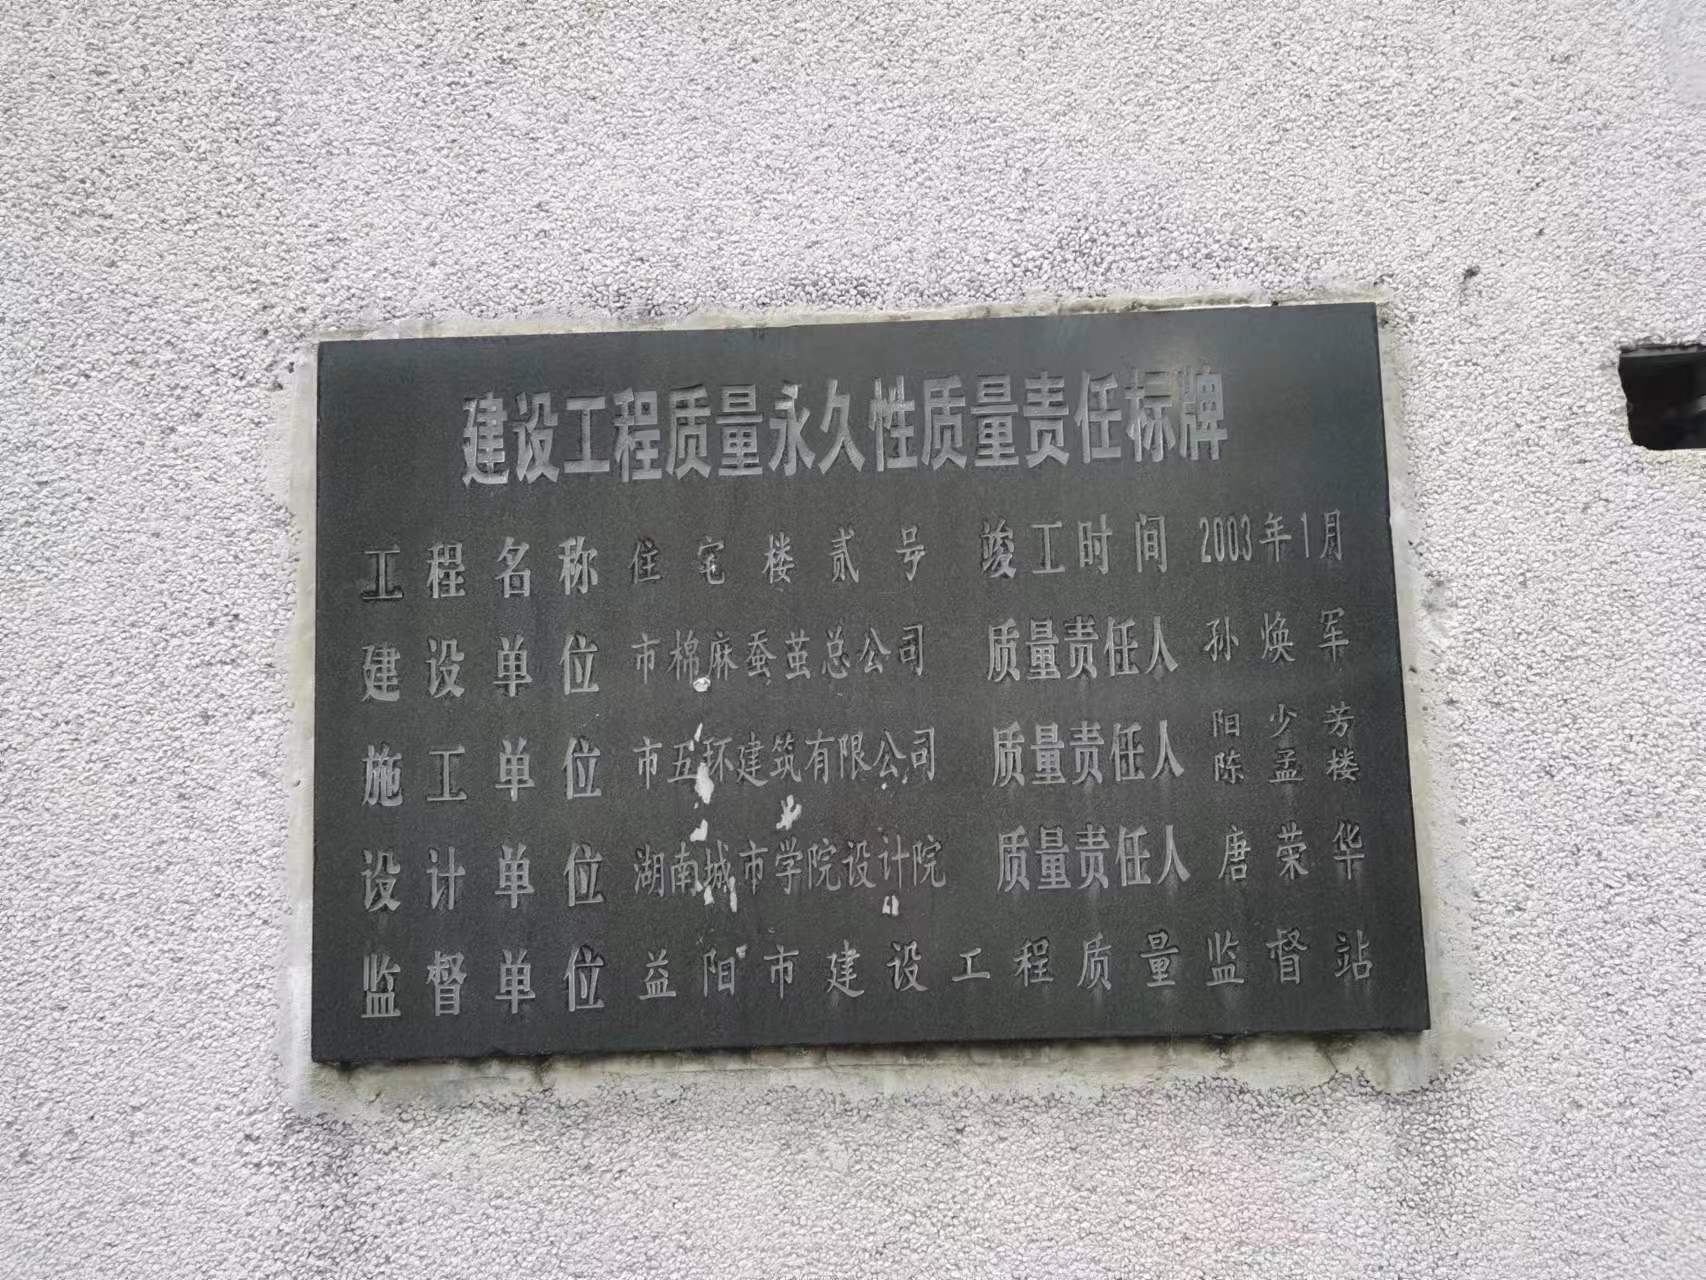 建设工程质量永久性质量责任标牌
工程名称 住宅楼贰号 竣工时间 2003年1月
建设单位 市棉麻蚕茧总公司 质量责任人 孙焕军
施工单位 市五环建筑有限公司 质量责任人 阳少芳
陈孟楼
设计单位 湖南城市学院设计院 质量责任人 唐荣华
监督单位 益阳市建设工程质量监督站